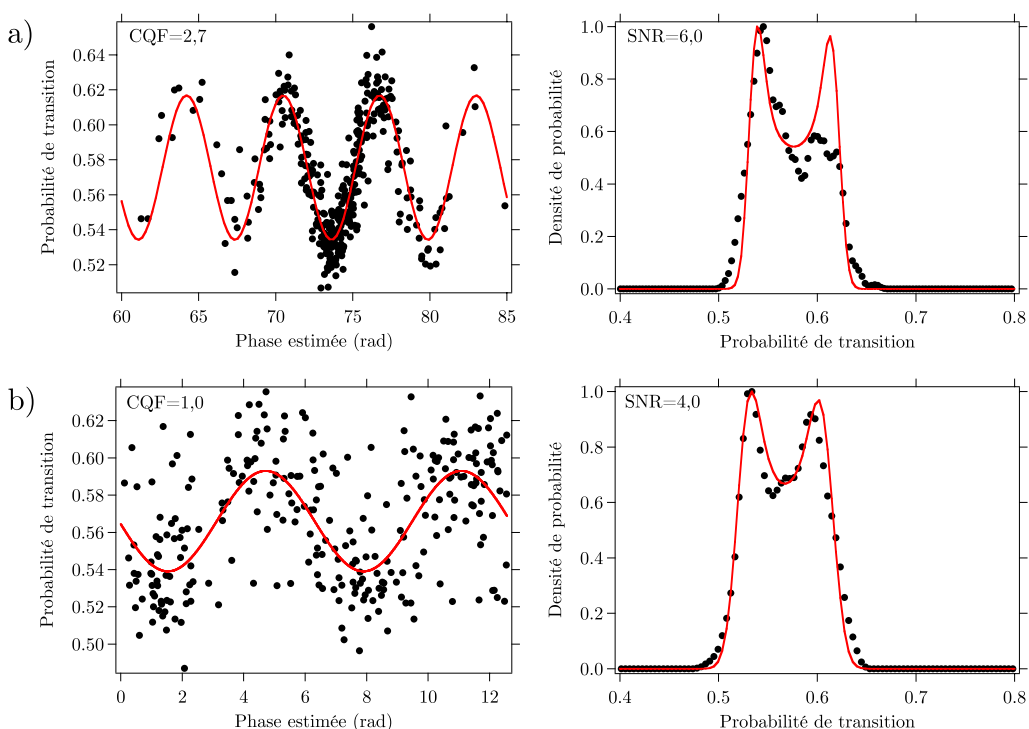 a)
CQF=2,7
Probabilité de transition
0.64
0.62
0.60
0.58
0.56
0.54
0.52
60 65 70 75 80 85
Phase estimée (rad)
SNR=6,0
Densité de probabilité
1.0
0.8
0.6
0.4
0.2
0.0
0.4 0.5 0.6 0.7 0.8
Probabilité de transition
b)
CQF=1,0
Probabilité de transition
0.62
0.60
0.58
0.56
0.54
0.52
0.50
0 2 4 6 8 10 12
Phase estimée (rad)
SNR=4,0
Densité de probabilité
1.0
0.8
0.6
0.4
0.2
0.0
0.4 0.5 0.6 0.7 0.8
Probabilité de transition